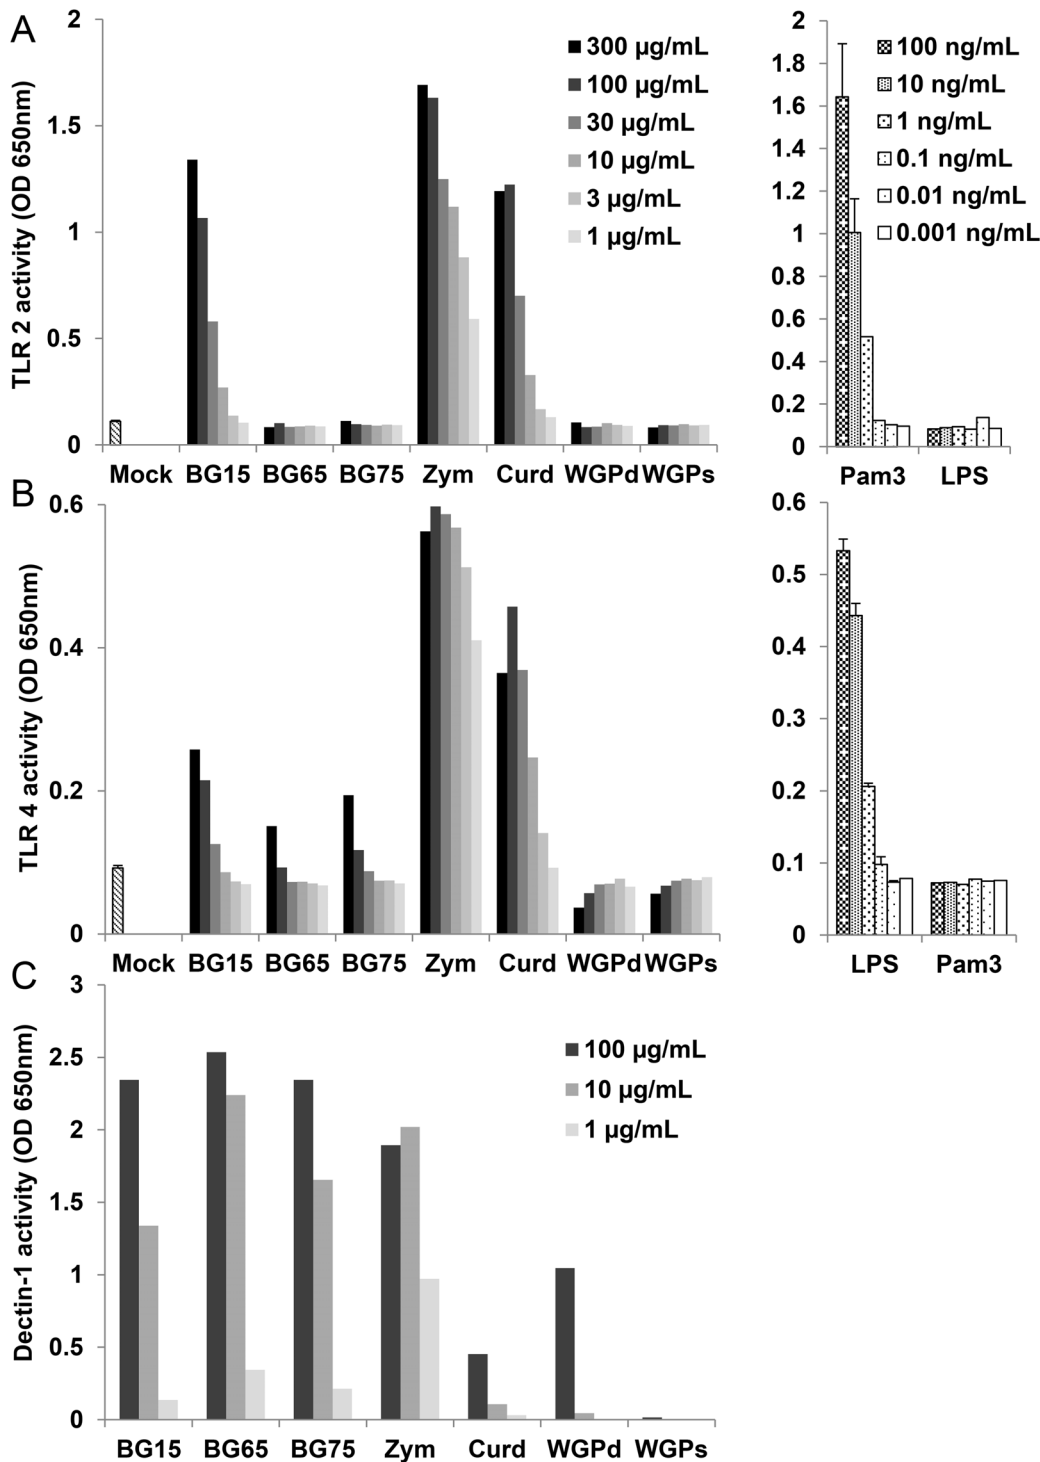 A
TLR 2 activity (OD 650nm)
2
1.5
1
0.5
0
300 µg/mL
100 µg/mL
30 µg/mL
10 µg/mL
3 µg/mL
1 µg/mL
Mock BG15 BG65 BG75 Zym Curd WGPd WGPs
2
1.8
1.6
1.4
1.2
1
0.8
0.6
0.4
0.2
0
100 ng/mL
10 ng/mL
1 ng/mL
0.1 ng/mL
0.01 ng/mL
0.001 ng/mL
Pam3 LPS
B
TLR 4 activity (OD 650nm)
0.6
0.4
0.2
0
Mock BG15 BG65 BG75 Zym Curd WGPd WGPs
0.6
0.5
0.4
0.3
0.2
0.1
0
LPS Pam3
C
Dectin-1 activity (OD 650nm)
3
2.5
2
1.5
1
0.5
0
100 µg/mL
10 µg/mL
1 µg/mL
BG15 BG65 BG75 Zym Curd WGPd WGPs